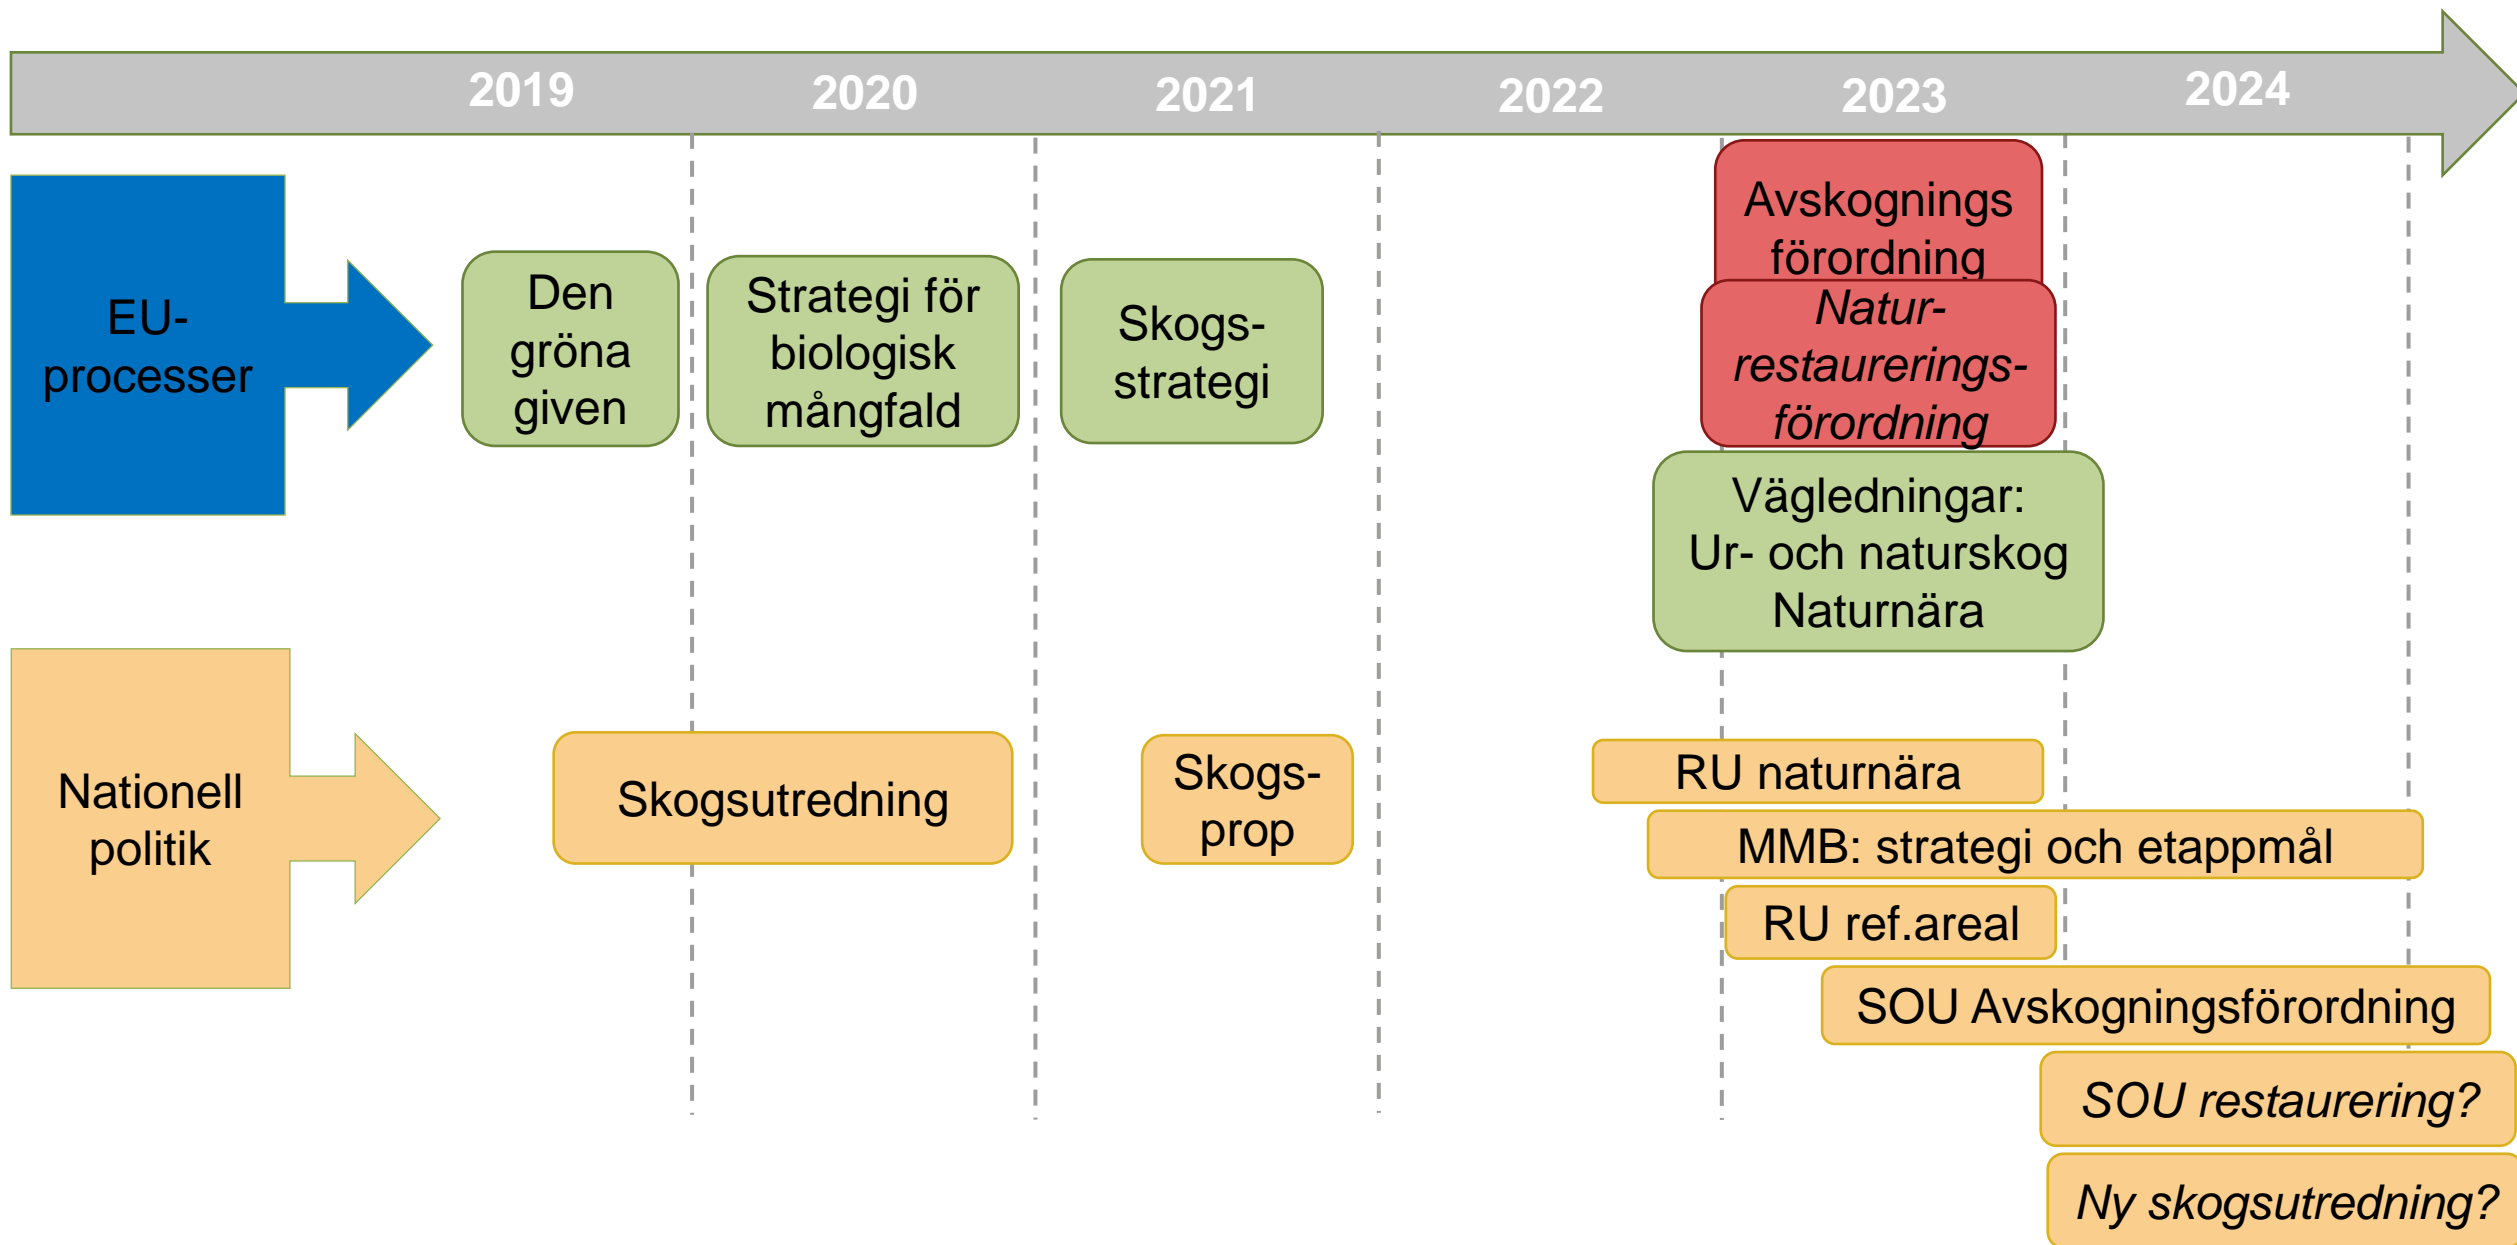 2019
2020
2021
2022
2023
2024
EU-
processer
Den
gröna
given
Strategi för
biologisk
mångfald
Skogs-
strategi
Avskognings
förordning
Natur-
restaurerings-
förordning
Vägledningar:
Ur- och naturskog
Naturnära
Nationell
politik
Skogsutredning
Skogs-
prop
RU naturnära
MMB: strategi och etappmål
RU ref.areal
SOU Avskogningsförordning
SOU restaurering?
Ny skogsutredning?